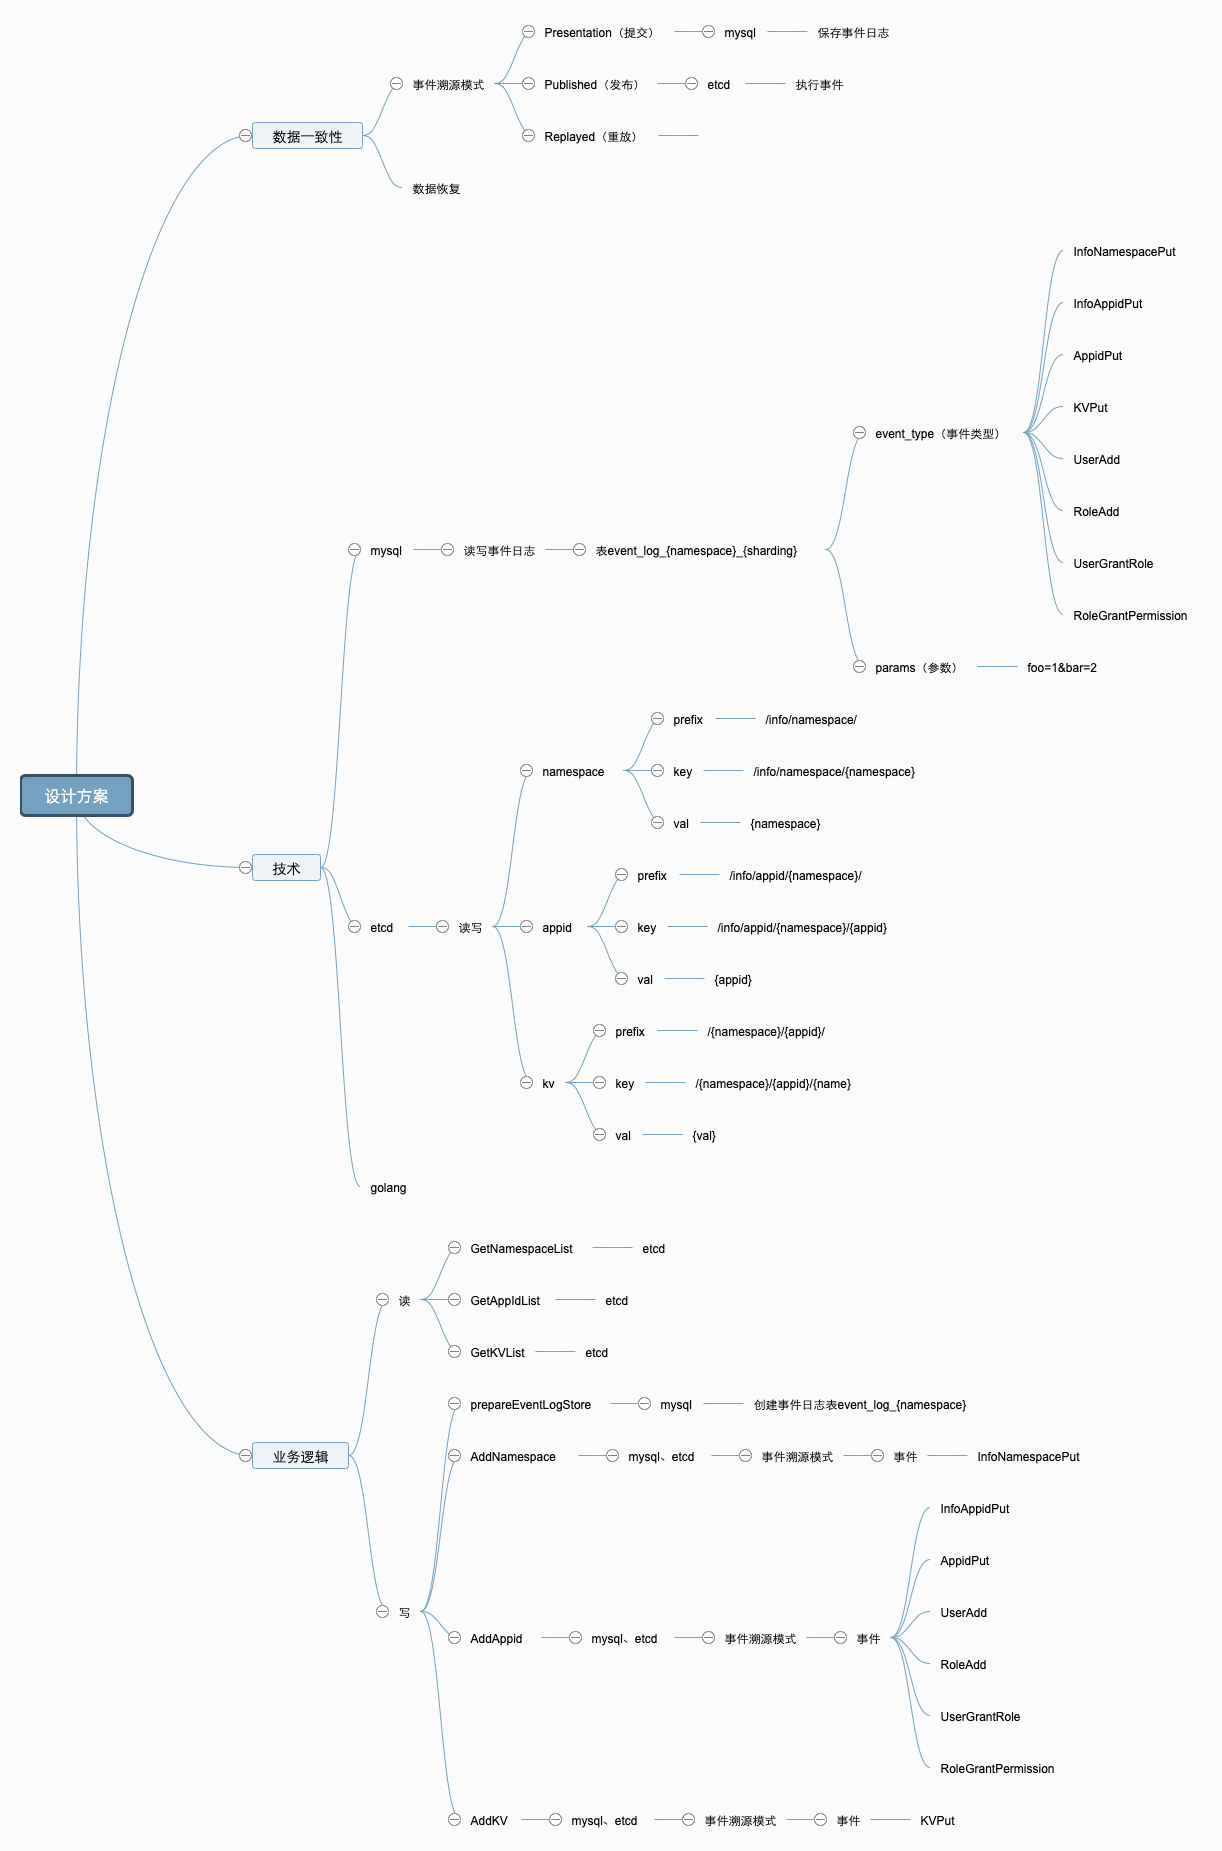 设计方案
数据一致性
事件溯源模式
Presentation（提交）
mysql
保存事件日志
Published（发布）
etcd
执行事件
Replayed（重放）
数据恢复
技术
mysql
读写事件日志
表event_log_{namespace}_{sharding}
event_type（事件类型）
InfoNamespacePut
InfoAppidPut
AppidPut
KVPut
UserAdd
RoleAdd
UserGrantRole
RoleGrantPermission
params（参数）
foo=1&bar=2
etcd
读写
namespace
prefix
/info/namespace/
key
/info/namespace/{namespace}
val
{namespace}
appid
prefix
/info/appid/{namespace}/
key
/info/appid/{namespace}/{appid}
val
{appid}
kv
prefix
/{namespace}/{appid}/
key
/{namespace}/{appid}/{name}
val
{val}
golang
业务逻辑
读
GetNamespaceList
etcd
GetAppIdList
etcd
GetKVList
etcd
写
prepareEventLogStore
mysql
创建事件日志表event_log_{namespace}
AddNamespace
mysql、etcd
事件溯源模式
事件
InfoNamespacePut
AddAppid
mysql、etcd
事件溯源模式
事件
InfoAppidPut
AppidPut
UserAdd
RoleAdd
UserGrantRole
RoleGrantPermission
AddKV
mysql、etcd
事件溯源模式
事件
KVPut